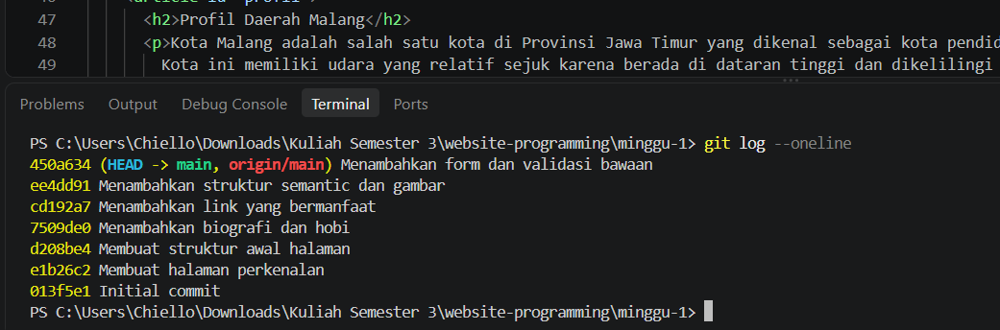 47 <h2>Profil Daerah Malang</h2>
48 <p>Kota Malang adalah salah satu kota di Provinsi Jawa Timur yang dikenal sebagai kota pendid
49 Kota ini memiliki udara yang relatif sejuk karena berada di dataran tinggi dan dikelilingi
Problems Output Debug Console Terminal Ports
PS C:\Users\Chiello\Downloads\Kuliah Semester 3\website-programming\minggu-1> git log --oneline
450a634 (HEAD -> main, origin/main) Menambahkan form dan validasi bawaan
ee4dd91 Menambahkan struktur semantic dan gambar
cd192a7 Menambahkan link yang bermanfaat
7509de0 Menambahkan biografi dan hobi
d208be4 Membuat struktur awal halaman
e1b26c2 Membuat halaman perkenalan
013f5e1 Initial commit
PS C:\Users\Chiello\Downloads\Kuliah Semester 3\website-programming\minggu-1>